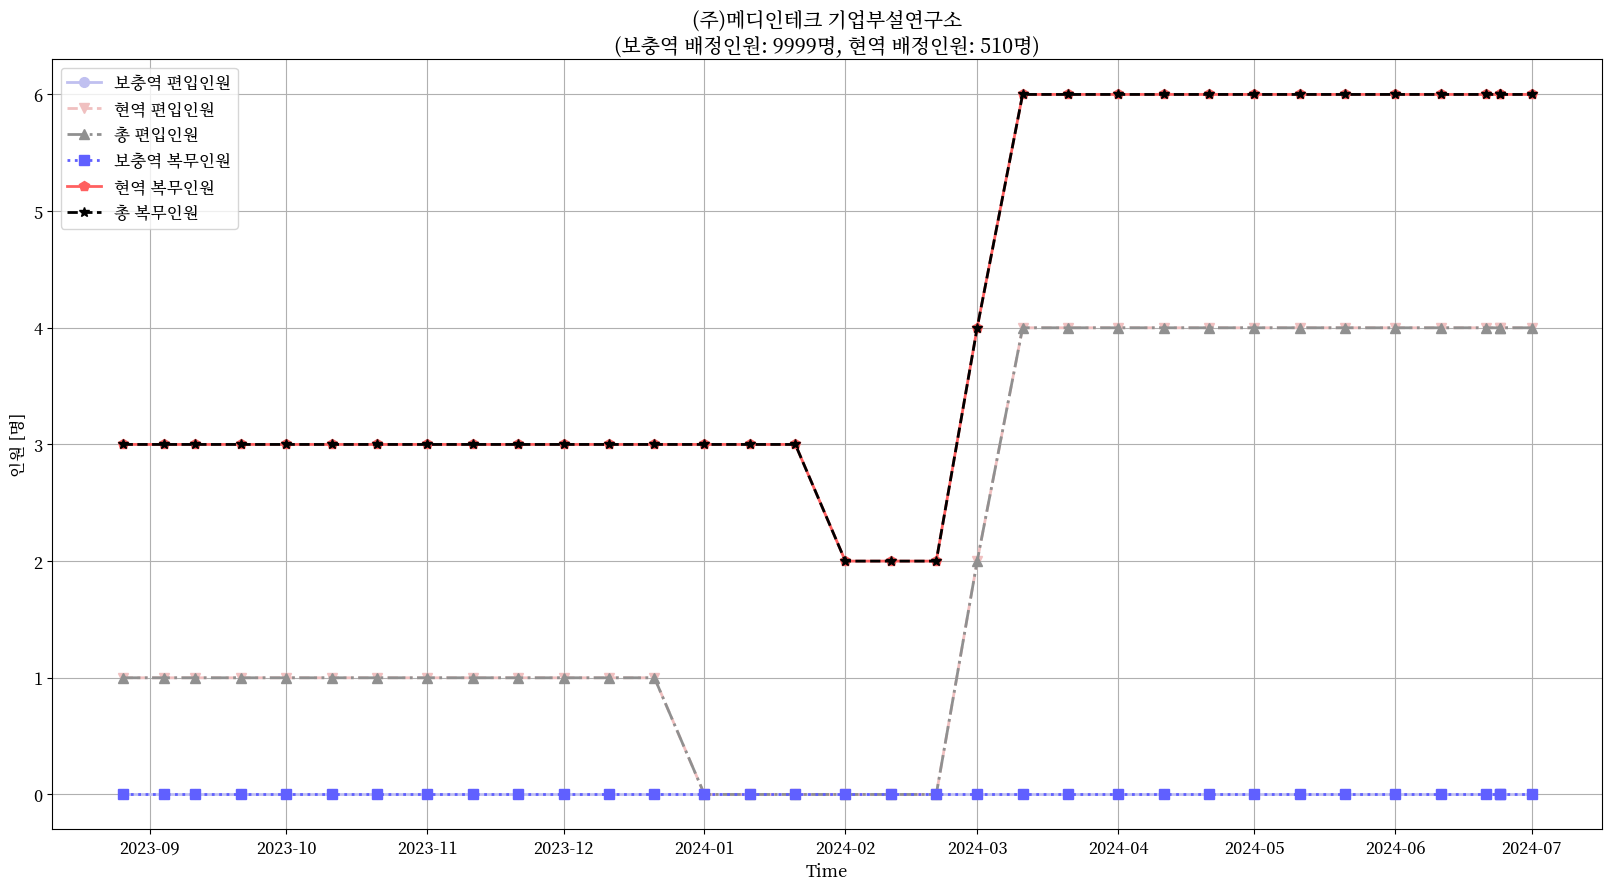 (주)메디인테크 기업부설연구소
(보충역 배정인원: 9999명, 현역 배정인원: 510명)
보충역 편입인원
현역 편입인원
총 편입인원
보충역 복무인원
현역 복무인원
총 복무인원
인원 [명]
6
5
4
3
2
1
0
2023-09 2023-10 2023-11 2023-12 2024-01 2024-02 2024-03 2024-04 2024-05 2024-06 2024-07
Time